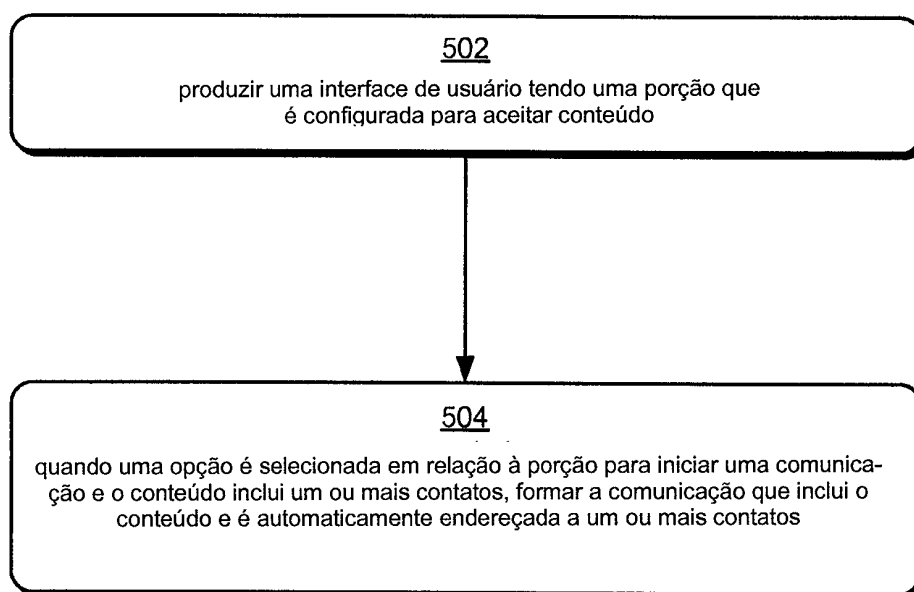 502
produzir uma interface de usuário tendo uma porção que
é configurada para aceitar conteúdo
504
quando uma opção é selecionada em relação à porção para iniciar uma comunica-
ção e o conteúdo inclui um ou mais contatos, formar a comunicação que inclui o
conteúdo e é automaticamente endereçada a um ou mais contatos